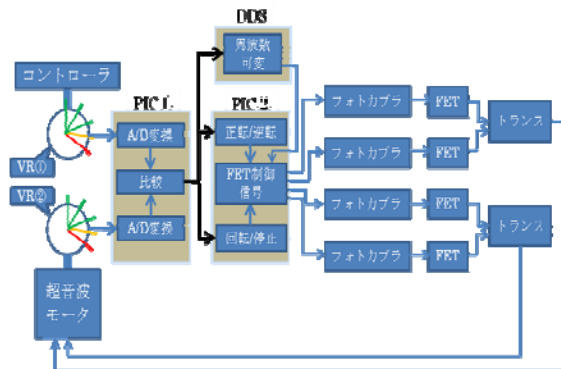 DDS
周波数
可変
コントローラ
PIC1
PIC2
VR①
A/D変換
比較
A/D変換
正転/逆転
FET制御
信号
回転/停止
VR②
超音波
モータ
フォトカプラ
FET
フォトカプラ
FET
トランス
フォトカプラ
FET
フォトカプラ
FET
トランス